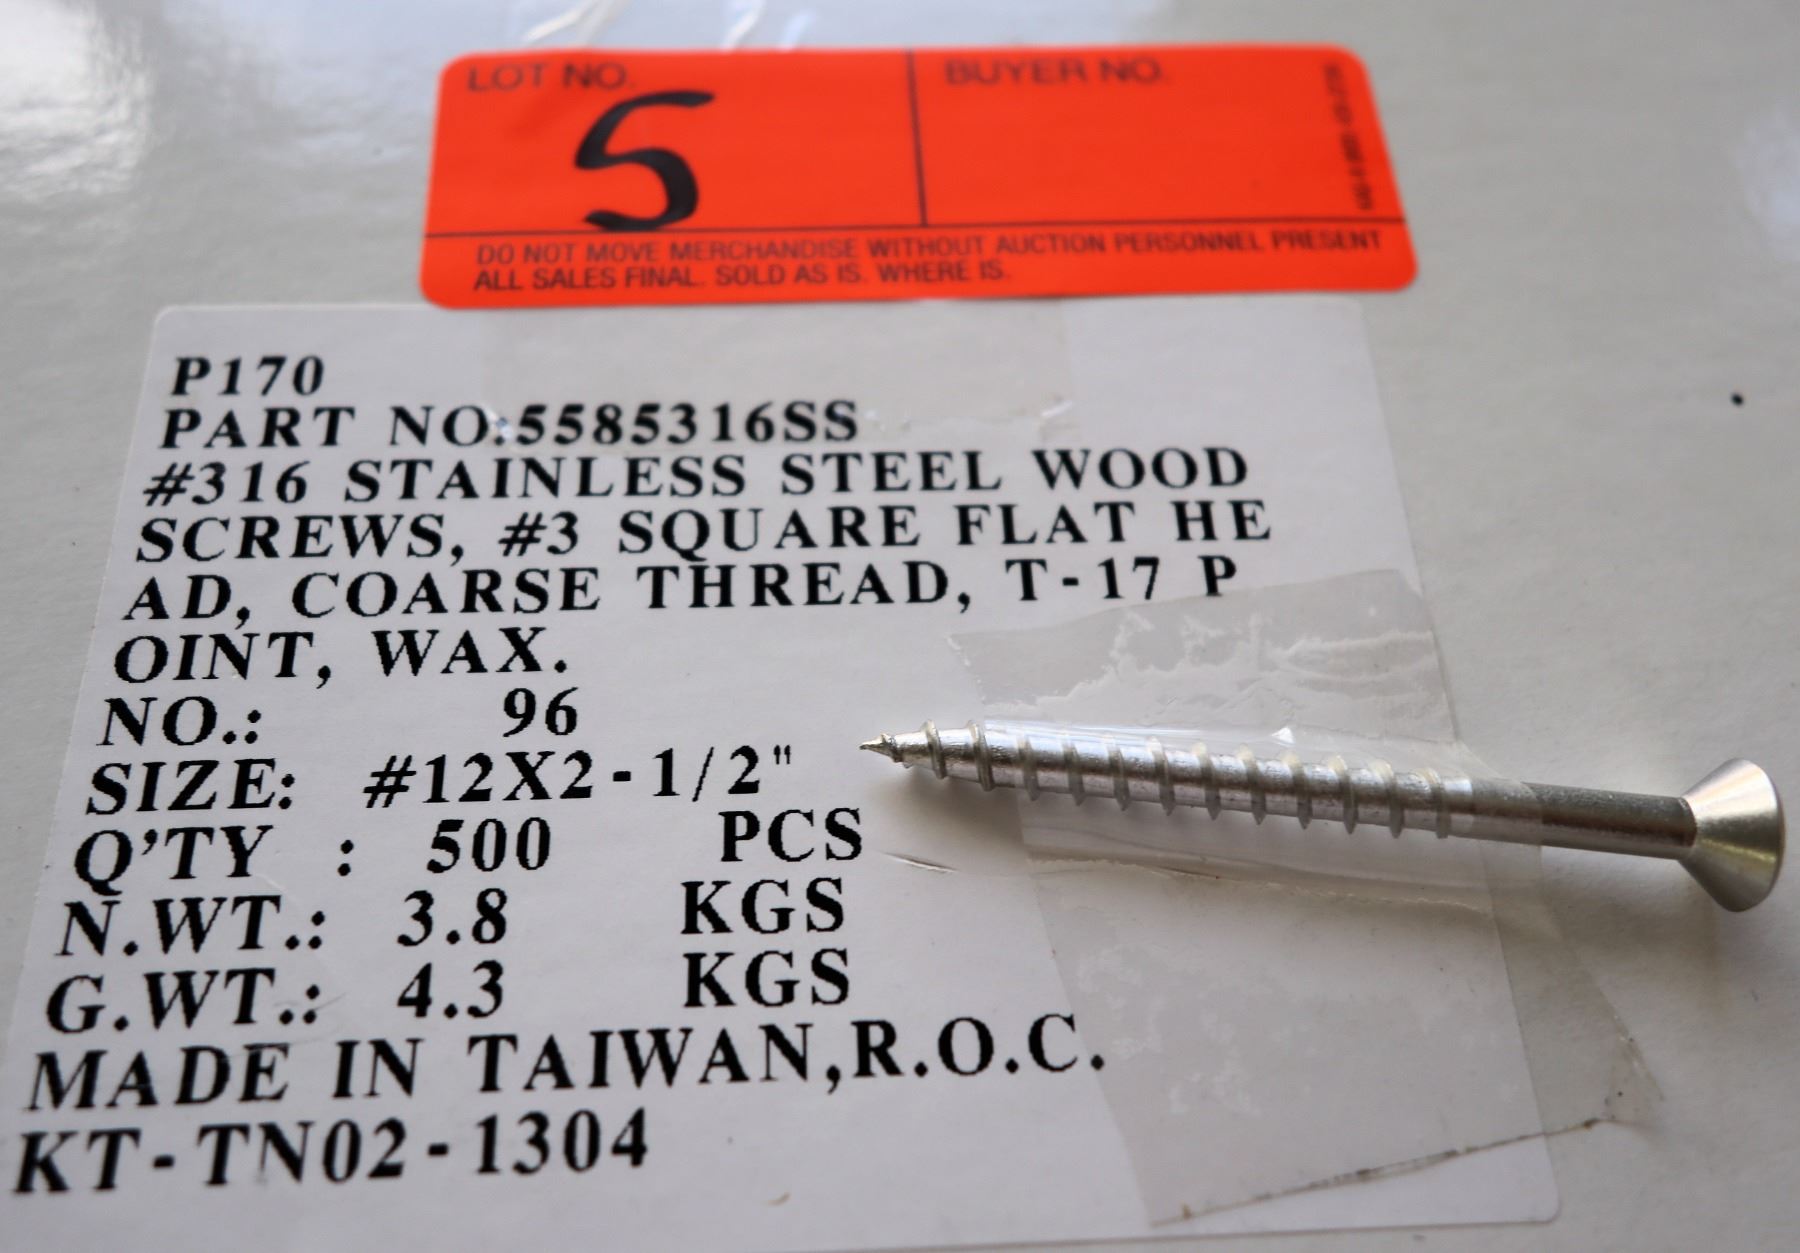 LOT NO.
5
BUYER NO.
DO NOT MOVE MERCHANDISE WITHOUT AUCTION PERSONNEL PRESENT
ALL SALES FINAL. SOLD AS IS. WHERE IS.
P170
PART NO:5585316SS
#316 STAINLESS STEEL WOOD
SCREWS, #3 SQUARE FLAT HE
AD, COARSE THREAD, T-17 P
OINT, WAX.
NO.: 96
SIZE: #12X2-1/2"
Q'TY : 500 PCS
N.WT.: 3.8 KGS
G.WT.: 4.3 KGS
MADE IN TAIWAN,R.O.C.
KT-TN02-1304